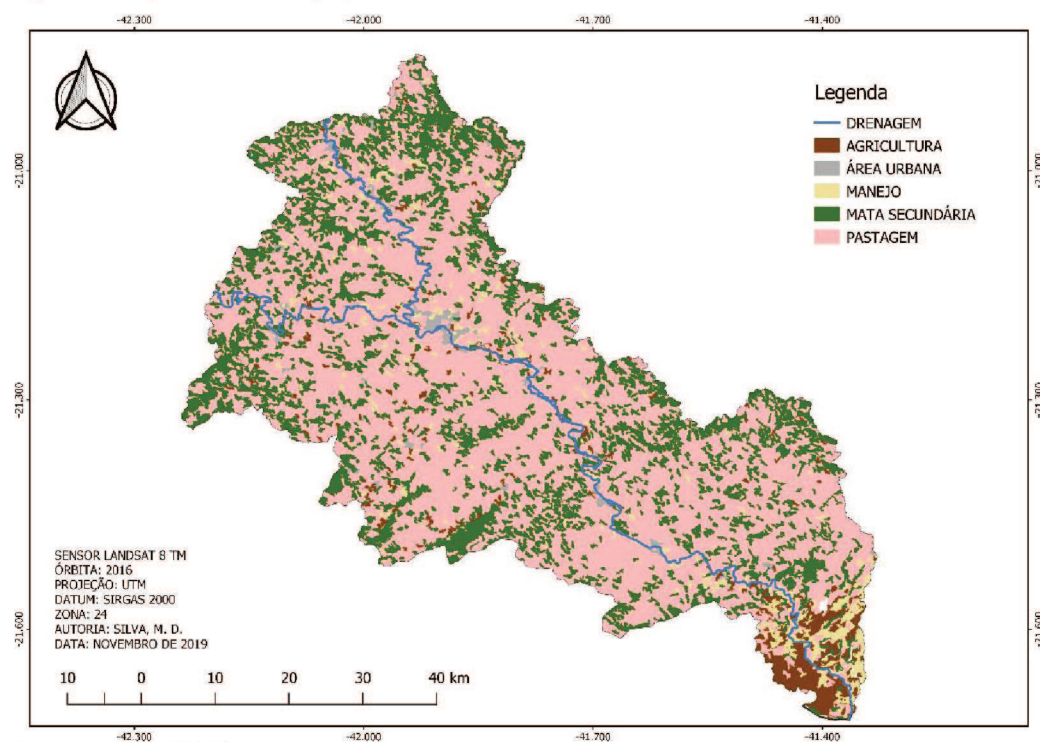 -42.300 -42.000 -41.700 -41.400
Legenda
DRENAGEM
AGRICULTURA
ÁREA URBANA
MANEJO
MATA SECUNDÁRIA
PASTAGEM
-21.000 -21.000
-21.300 -21.300
-21.600 -21.600
SENSOR LANDSAT 8 TM
ÓRBITA: 2016
PROJEÇÃO: UTM
DATUM: SIRGAS 2000
ZONA: 24
AUTORIA: SILVA, M. D.
DATA: NOVEMBRO DE 2019
10 0 10 20 30 40 km
-42.300 -42.000 -41.700 -41.400